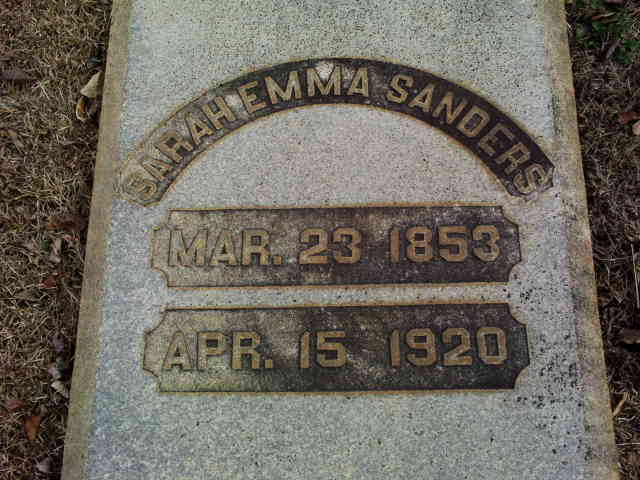 SARAH EMMA SANDERS
MAR. 23 1853
APR. 15 1920